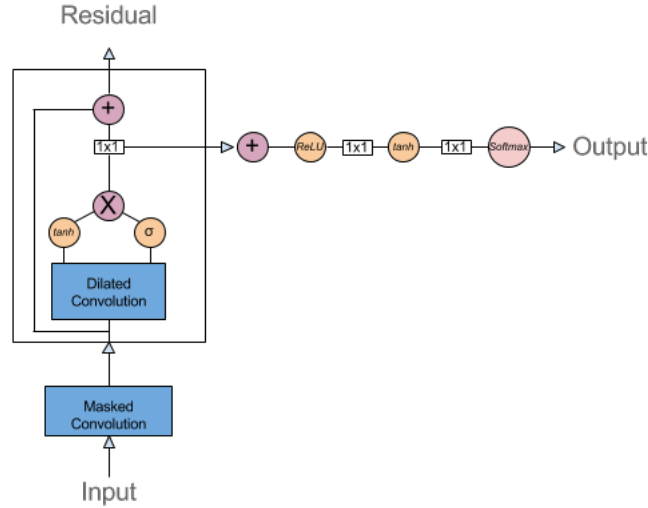 Residual
+
1x1
+
ReLU
1x1
tanh
1x1
Softmax
Output
X
tanh
σ
Dilated
Convolution
Masked
Convolution
Input